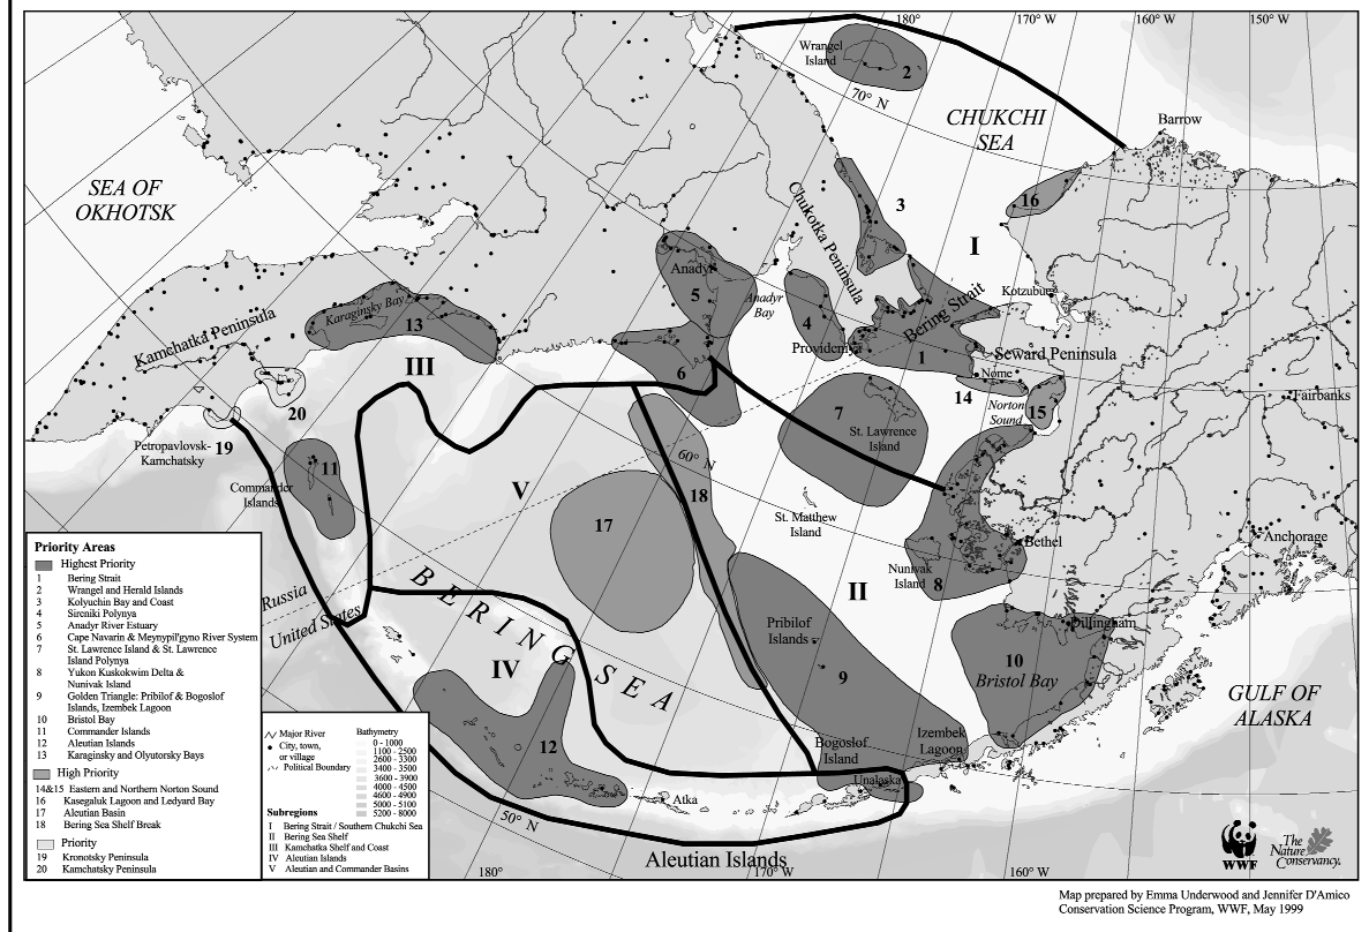 180°
170° W
160° W
150° W
Wrangel
Island
2
70° N
CHUKCHI
SEA
Barrow
SEA OF
OKHOTSK
Chukotka Peninsula
3
16
I
Anadyr
5
Anadyr
Bay
Kotzubue
Karaginsky Bay
13
4
Bering Strait
Kamchatka Peninsula
Provideniya
1
Seward Peninsula
III
6
Nome
14
Norton
Sound
15
Fairbanks
20
7
St. Lawrence
Island
Petropavlovsk-
Kamchatsky
19
60° N
11
Commander
Islands
V
18
17
St. Matthew
Island
Bethel
Anchorage
Nunivak
Island
8
II
Russia
United States
BERING SEA
Pribilof
Islands
Dillingham
10
Bristol Bay
IV
9
GULF OF
ALASKA
12
Bogoslof
Island
Izembek
Lagoon
Unalaska
Atka
50° N
Aleutian Islands
180°
170° W
160° W
Priority Areas
Highest Priority
1 Bering Strait
2 Wrangel and Herald Islands
3 Kolyuchin Bay and Coast
4 Sireniki Polynya
5 Anadyr River Estuary
6 Cape Navarin & Meynypil'gyno River System
7 St. Lawrence Island & St. Lawrence
Island Polynya
8 Yukon Kuskokwim Delta &
Nunivak Island
9 Golden Triangle: Pribilof & Bogoslof
Islands, Izembek Lagoon
10 Bristol Bay
11 Commander Islands
12 Aleutian Islands
13 Karaginsky and Olyutorsky Bays
High Priority
14&15 Eastern and Northern Norton Sound
16 Kasegaluk Lagoon and Ledyard Bay
17 Aleutian Basin
18 Bering Sea Shelf Break
Priority
19 Kronotsky Peninsula
20 Kamchatsky Peninsula
Major River
City, town,
or village
Political Boundary
Bathymetry
0 - 1000
1100 - 2500
2600 - 3300
3400 - 3500
3600 - 3900
4000 - 4500
4600 - 4900
5000 - 5100
5200 - 8000
Subregions
I Bering Strait / Southern Chukchi Sea
II Bering Sea Shelf
III Kamchatka Shelf and Coast
IV Aleutian Islands
V Aleutian and Commander Basins
WWF
The
Nature
Conservancy.
Map prepared by Emma Underwood and Jennifer D'Amico
Conservation Science Program, WWF, May 1999